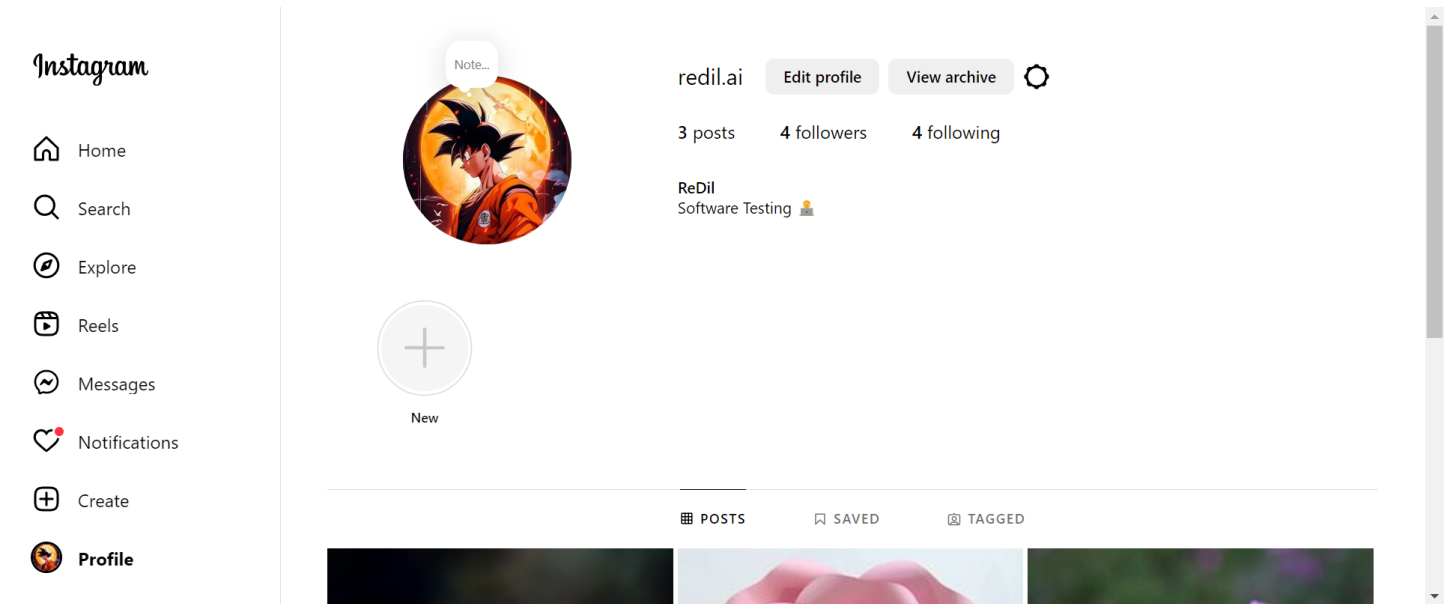 Instagram
Home
Search
Explore
Reels
Messages
Notifications
Create
Profile
Note...
redil.ai Edit profile View archive
3 posts 4 followers 4 following
ReDil
Software Testing 🧑‍💻
New
POSTS SAVED TAGGED